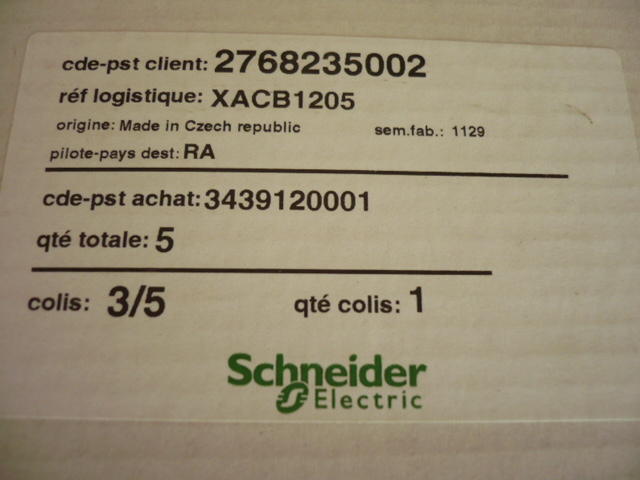 cde-pst client: 2768235002
réf logistique: XACB1205
origine: Made in Czech republic sem.fab.: 1129
pilote-pays dest: RA
cde-pst achat: 3439120001
qté totale: 5
colis: 3/5 qté colis: 1
Schneider
Electric